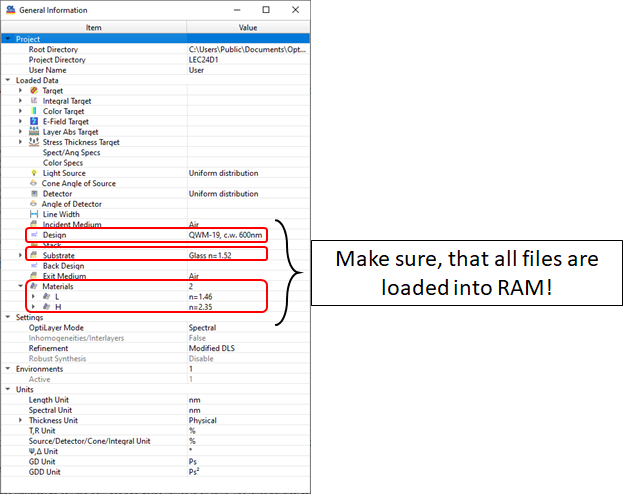 General Information
Item Value
Project
Root Directory C:\Users\Public\Documents\Opt...
Project Directory LEC24D1
User Name User
Loaded Data
Target
Integral Target
Color Target
E-Field Target
Layer Abs Target
Stress Thickness Target
Spect/Anq Specs
Color Specs
Light Source Uniform distribution
Cone Angle of Source
Detector Uniform distribution
Angle of Detector
Line Width
Incident Medium Air
Design QWM-19, c.w. 600nm
Stack
Substrate Glass n=1.52
Back Design
Exit Medium Air
Materials 2
L n=1.46
H n=2.35
Settings
OptiLayer Mode Spectral
Inhomogeneities/Interlayers False
Refinement Modified DLS
Robust Synthesis Disable
Environments 1
Active 1
Units
Length Unit nm
Spectral Unit nm
Thickness Unit Physical
T,R Unit %
Source/Detector/Cone/Integral Unit %
Ψ,Δ Unit °
GD Unit Ps
GDD Unit Ps²
Make sure, that all files are
loaded into RAM!